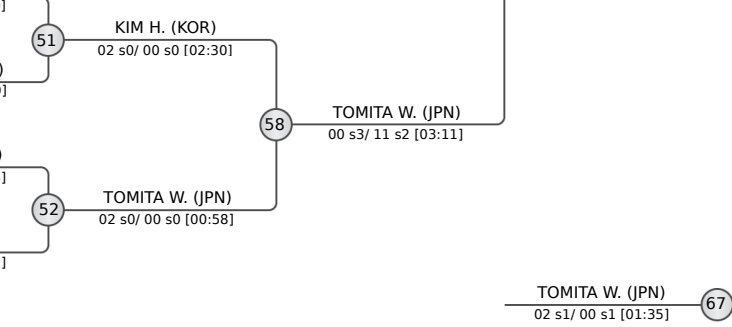 ]
51
KIM H. (KOR)
02 s0/ 00 s0 [02:30]
)
]
58
TOMITA W. (JPN)
00 s3/ 11 s2 [03:11]
)
]
52
TOMITA W. (JPN)
02 s0/ 00 s0 [00:58]
]
TOMITA W. (JPN)
02 s1/ 00 s1 [01:35]
67